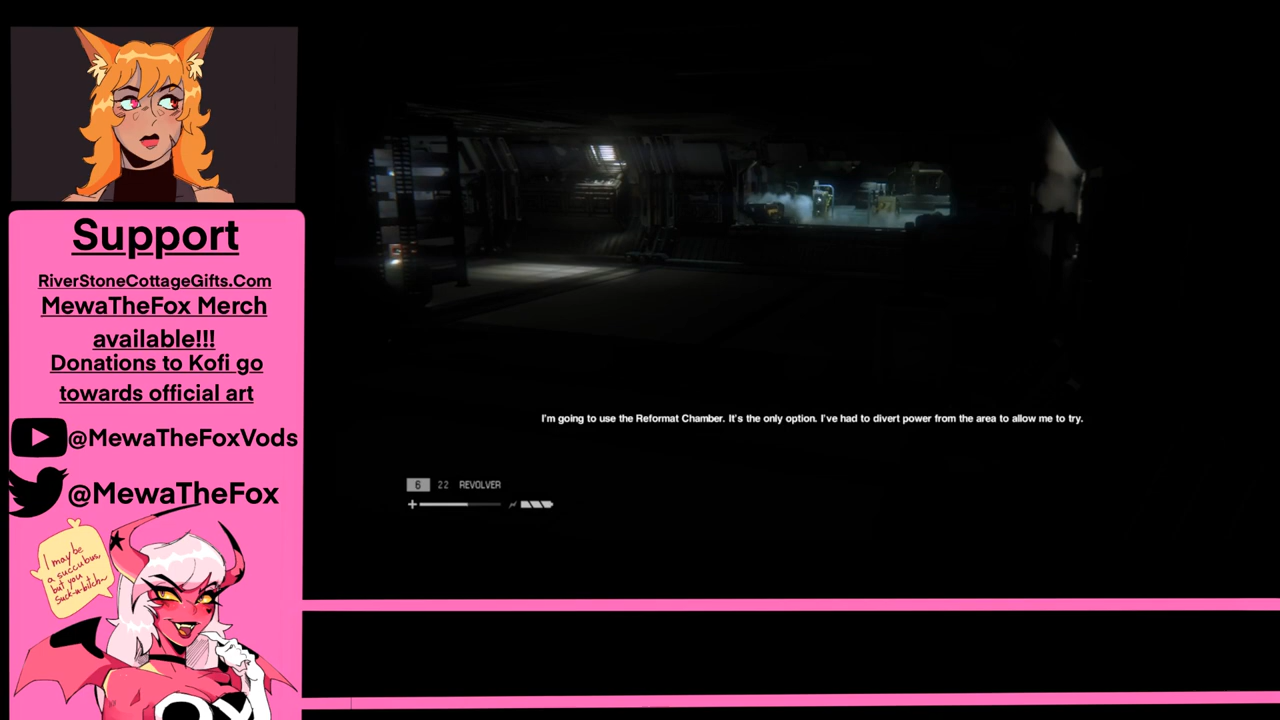 Support
RiverStoneCottageGifts.Com
MewaTheFox Merch
available!!!
Donations to Kofi go
towards official art
@MewaTheFoxVods
@MewaTheFox
I may be
a succubus,
but you
suck-a-bitch~
I'm going to use the Reformat Chamber. It's the only option. I've had to divert power from the area to allow me to try.
6 22 REVOLVER